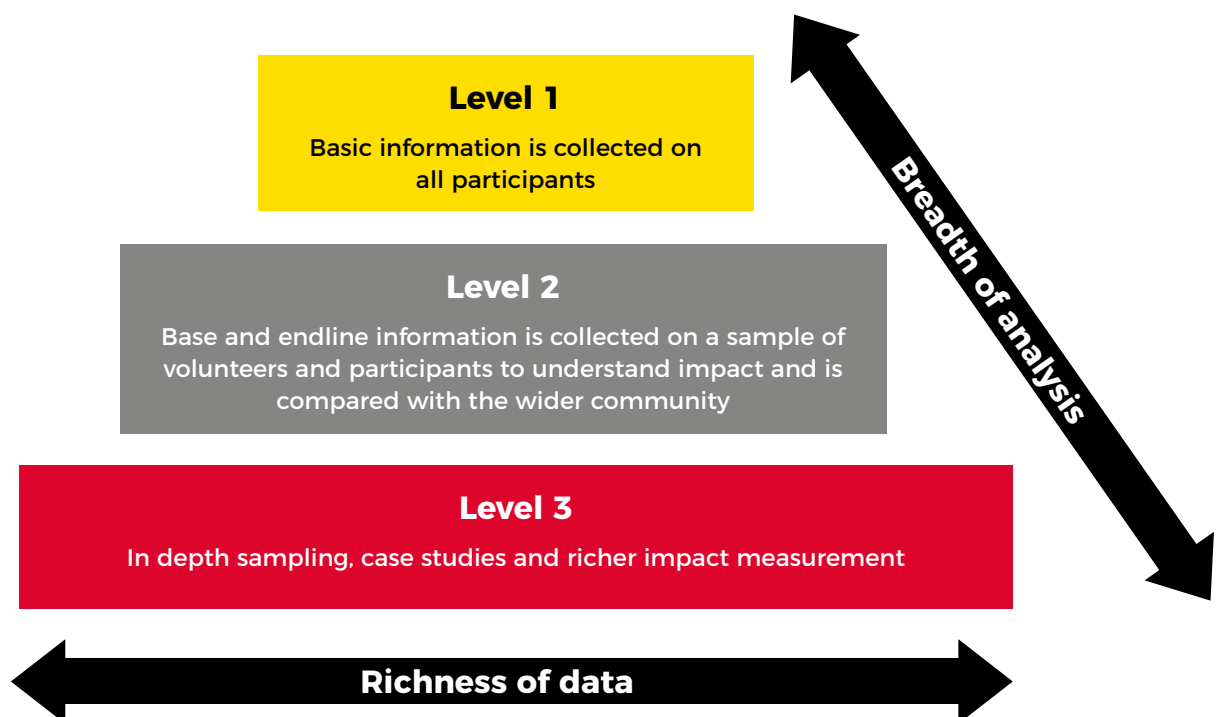 Level 1
Basic information is collected on
all participants
Breadth of analysis
Level 2
Base and endline information is collected on a sample of
volunteers and participants to understand impact and is
compared with the wider community
Level 3
In depth sampling, case studies and richer impact measurement
Richness of data